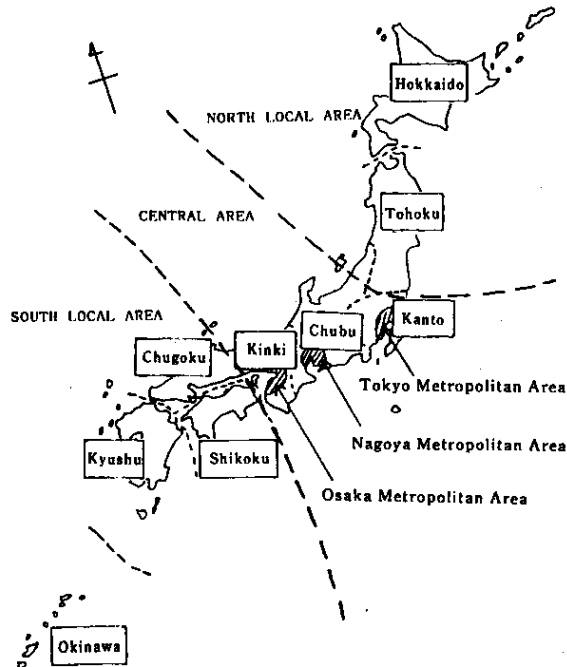 Hokkaido
NORTH LOCAL AREA
Tohoku
CENTRAL AREA
SOUTH LOCAL AREA
Kanto
Chubu
Kinki
Chugoku
Tokyo Metropolitan Area
Nagoya Metropolitan Area
Kyushu
Shikoku
Osaka Metropolitan Area
Okinawa